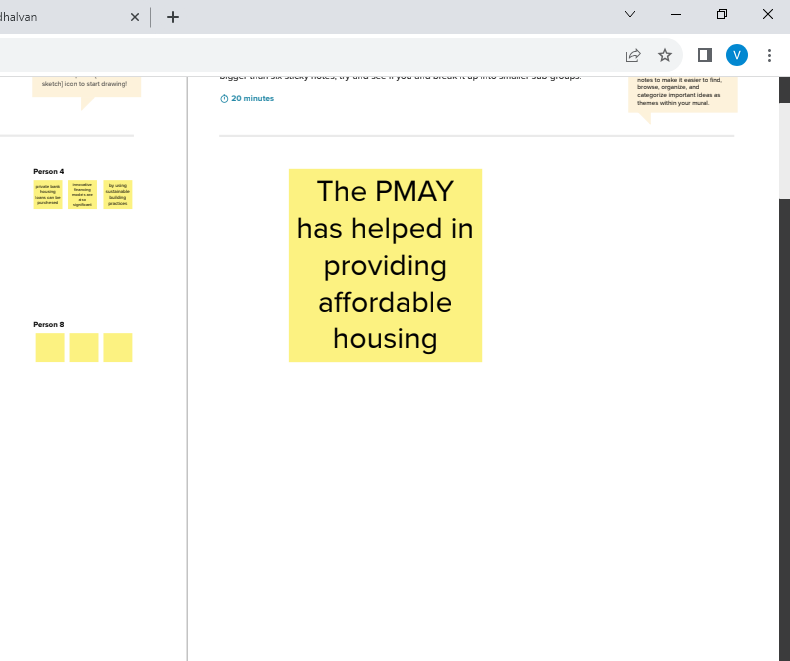 dhalvan
V
sketch] icon to start drawing!
bigger than six sticky notes, try and see if you and break it up into smaller sub-groups.
20 minutes
notes to make it easier to find,
browse, organize, and
categorize important ideas as
themes within your mural.
Person 4
private bank
housing
loans can be
purchased
innovative
financing
models are
also
significant
by using
sustainable
building
practices
The PMAY
has helped in
providing
affordable
housing
Person 8